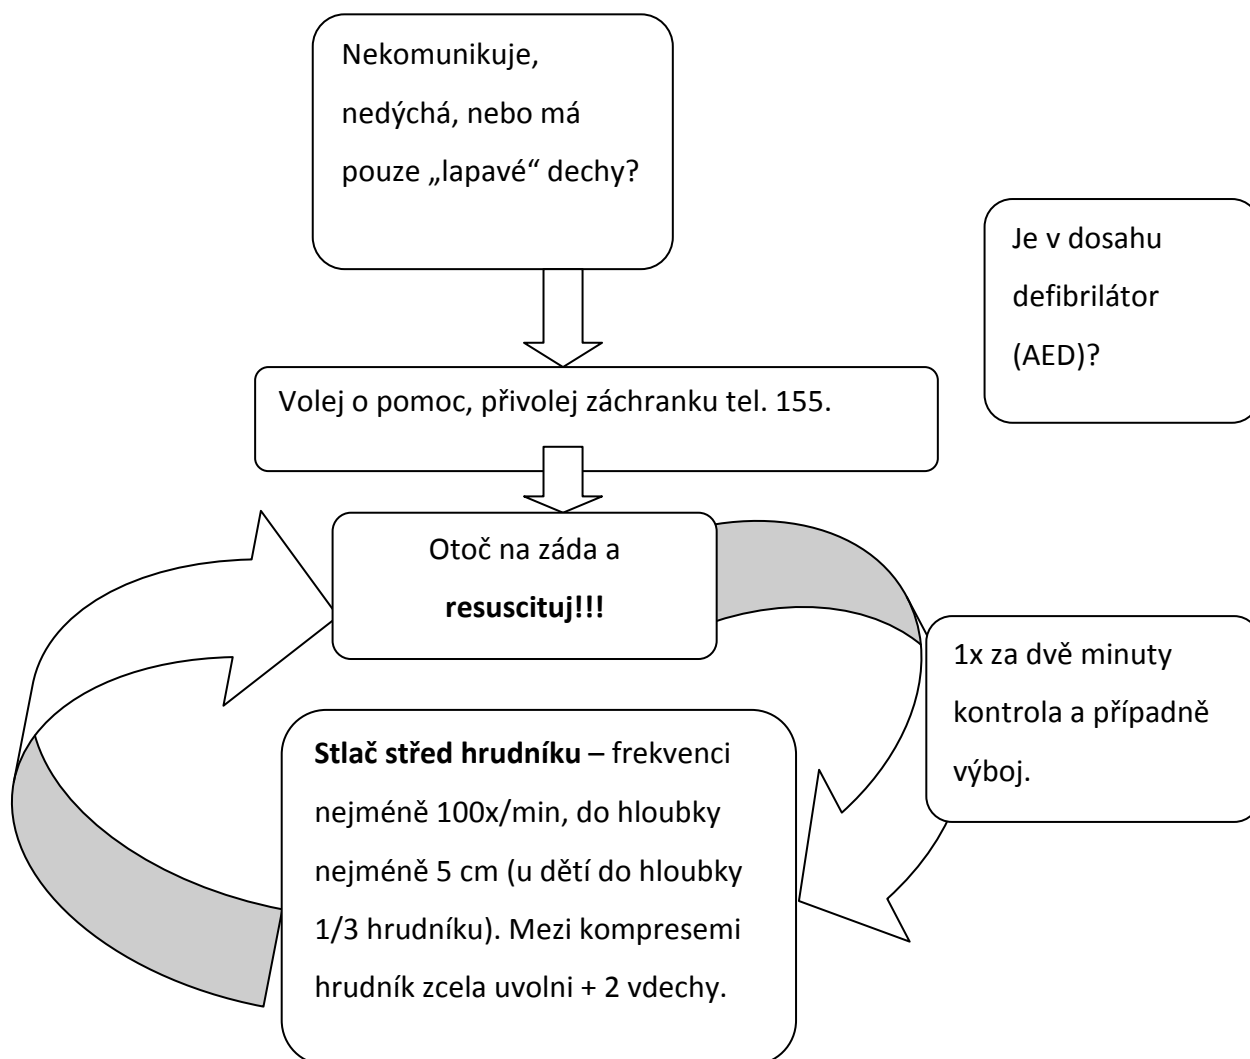 Nekomunikuje,
nedýchá, nebo má
pouze „lapavé“ dechy?
Je v dosahu
defibrilátor
(AED)?
Volej o pomoc, přivolej záchranku tel. 155.
Otoč na záda a
resuscituj!!!
1x za dvě minuty
kontrola a případně
výboj.
Stlač střed hrudníku – frekvenci
nejméně 100x/min, do hloubky
nejméně 5 cm (u dětí do hloubky
1/3 hrudníku). Mezi kompresemi
hrudník zcela uvolni + 2 vdechy.